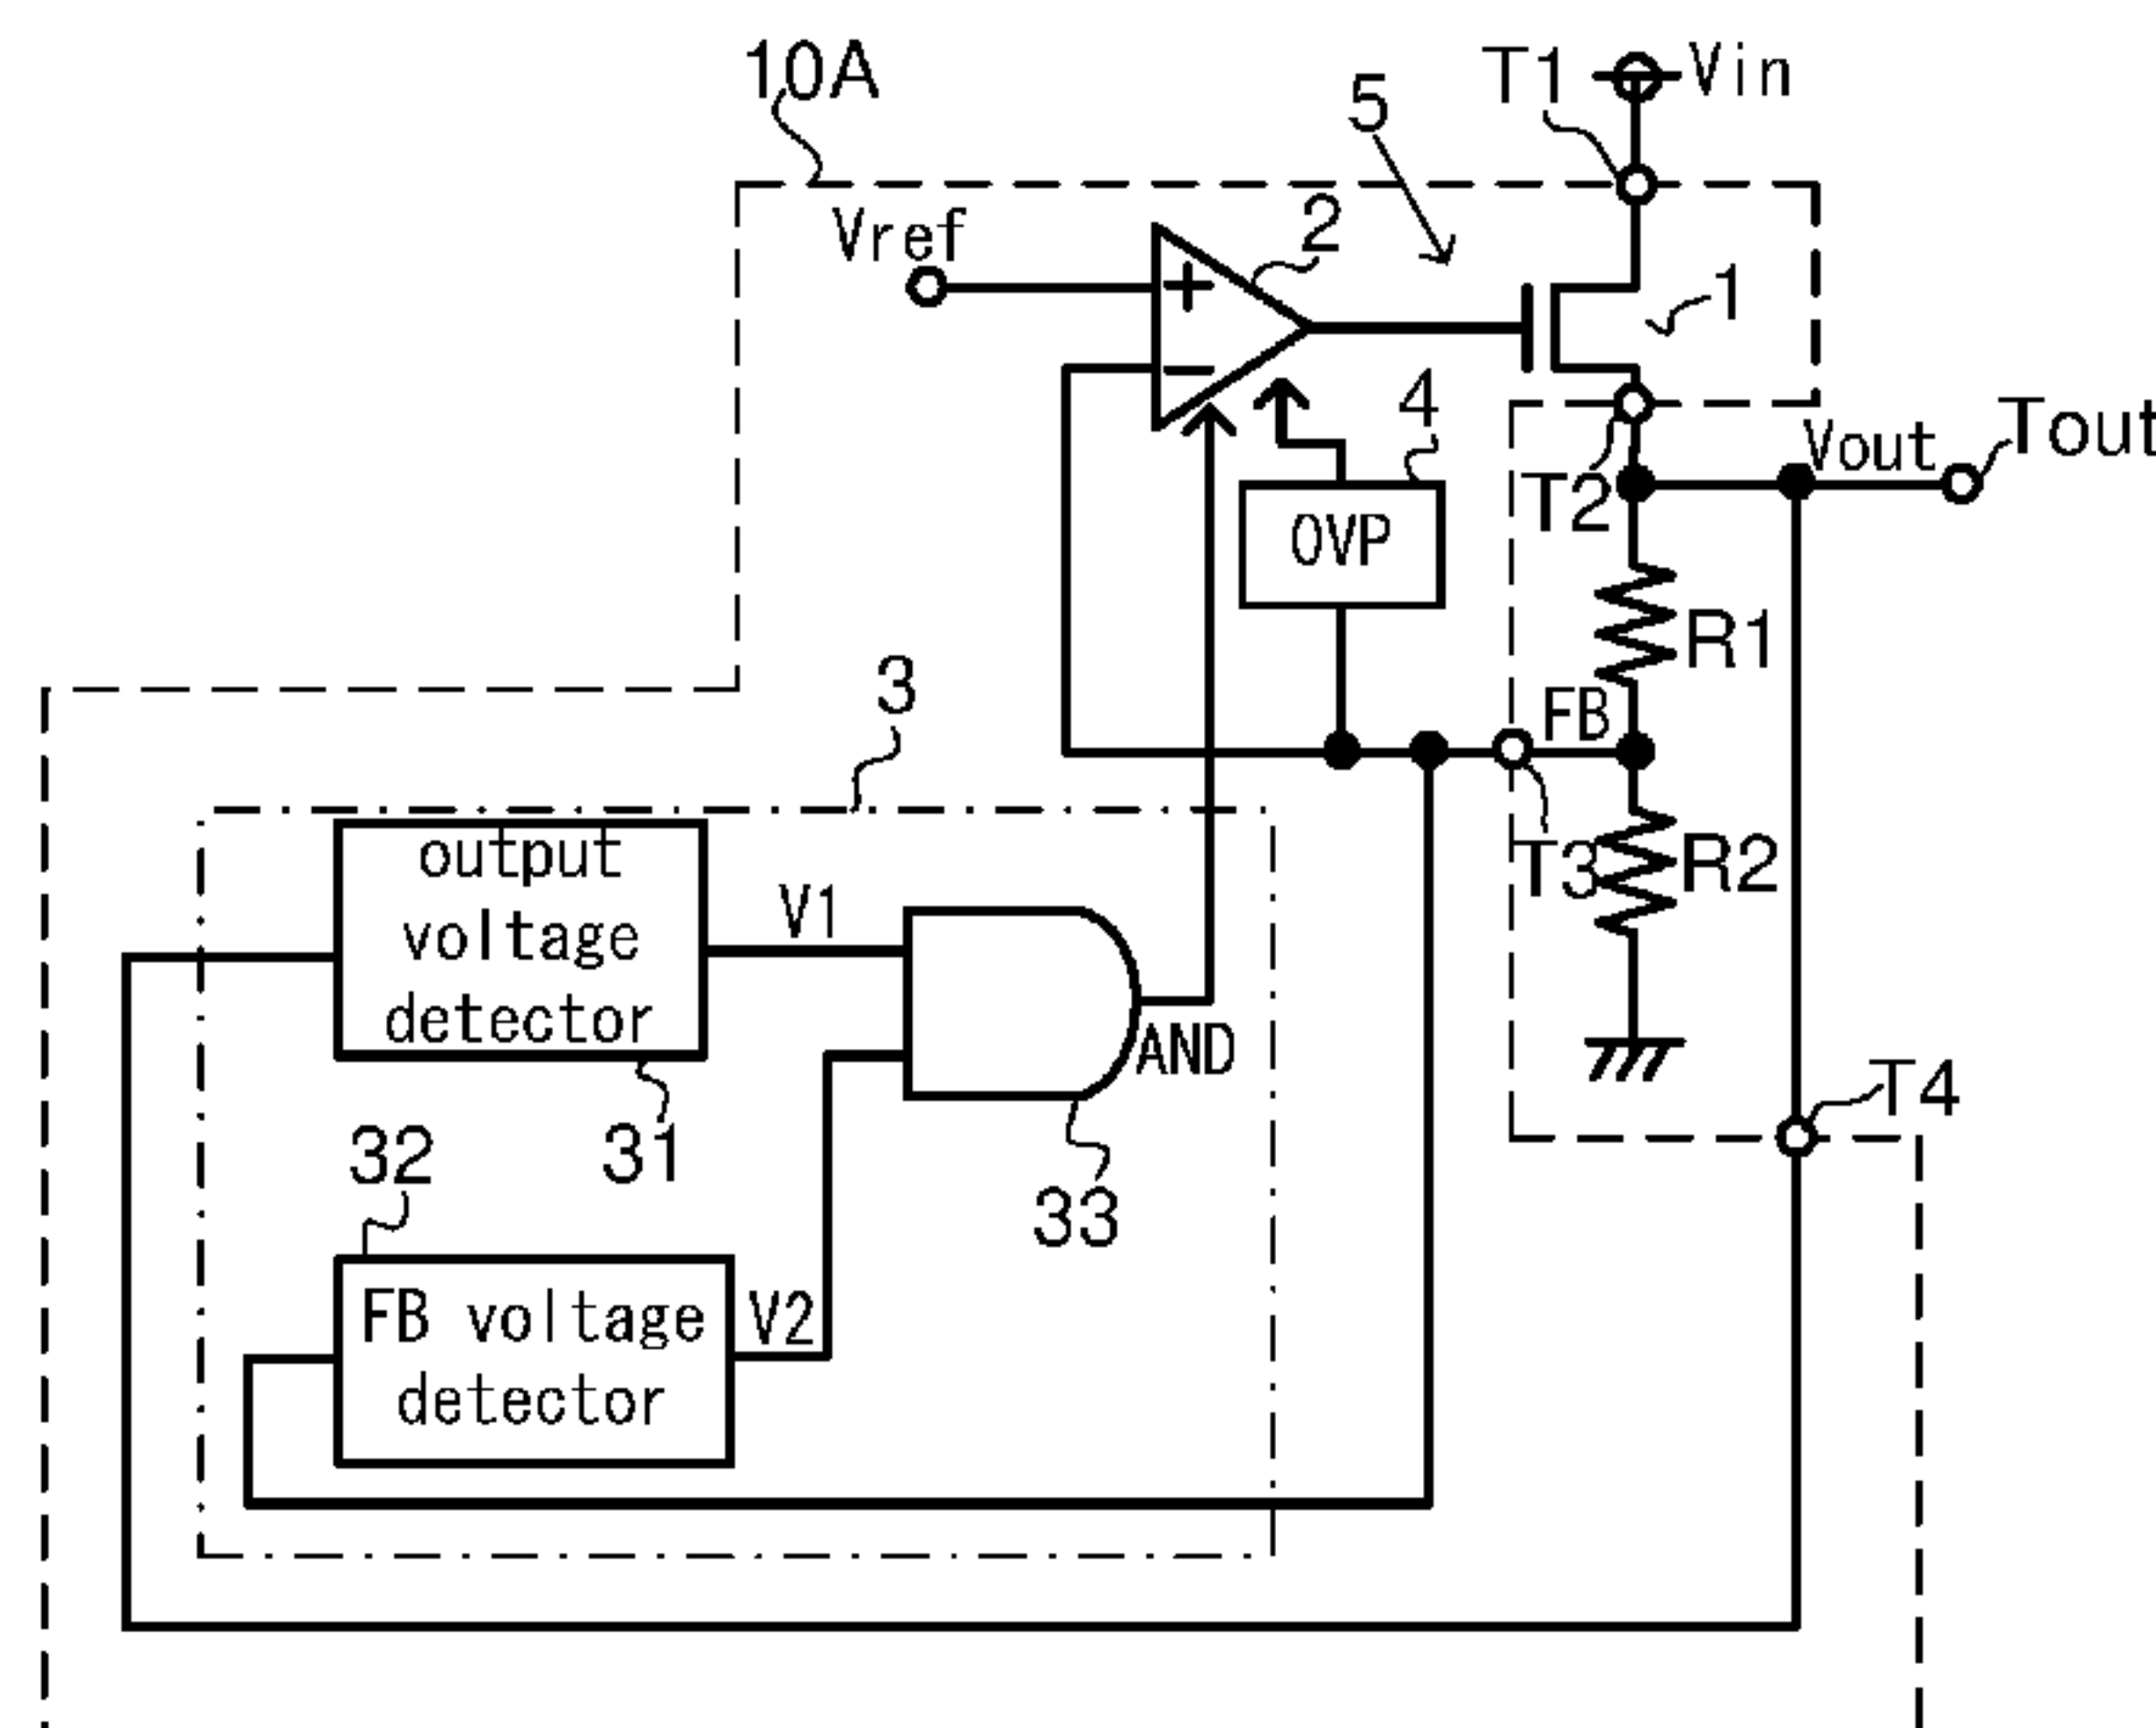 10A
T1
Vin
5
Vref
2
+
1
−
4
Vout
Tout
T2
OVP
R1
3
FB
output
voltage
detector
V1
T3
R2
AND
T4
32
31
33
FB voltage
detector
V2